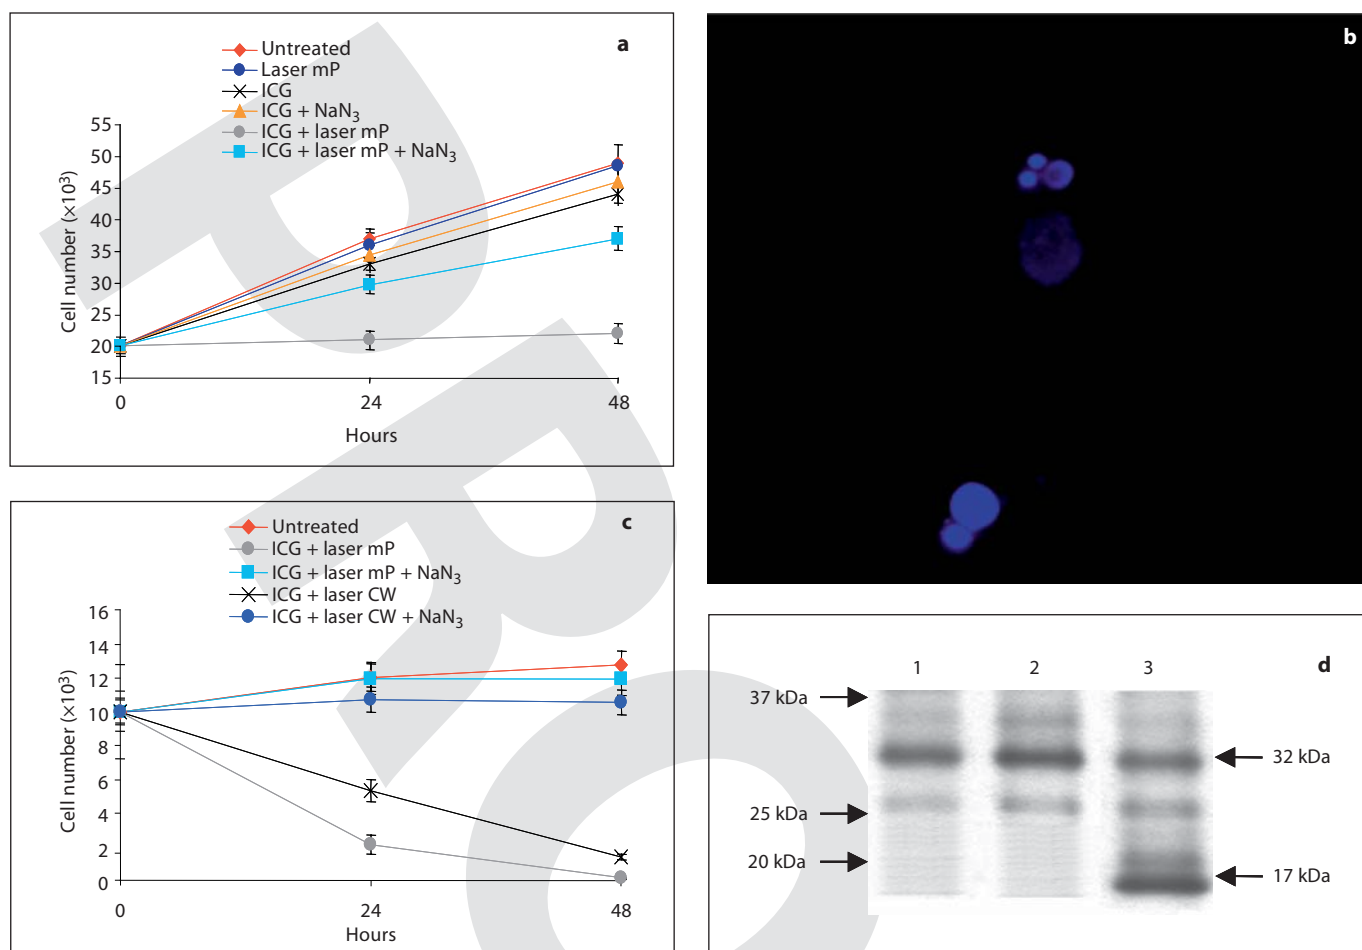 a
Untreated
Laser mP
ICG
ICG + NaN₃
ICG + laser mP
ICG + laser mP + NaN₃
55
50
45
40
35
30
25
20
15
Cell number (×10³)
0 24 48
Hours
b
c
Untreated
ICG + laser mP
ICG + laser mP + NaN₃
ICG + laser CW
ICG + laser CW + NaN₃
16
14
12
10
8
6
4
2
0
Cell number (×10³)
0 24 48
Hours
d
1 2 3
37 kDa
32 kDa
25 kDa
20 kDa
17 kDa
PRO